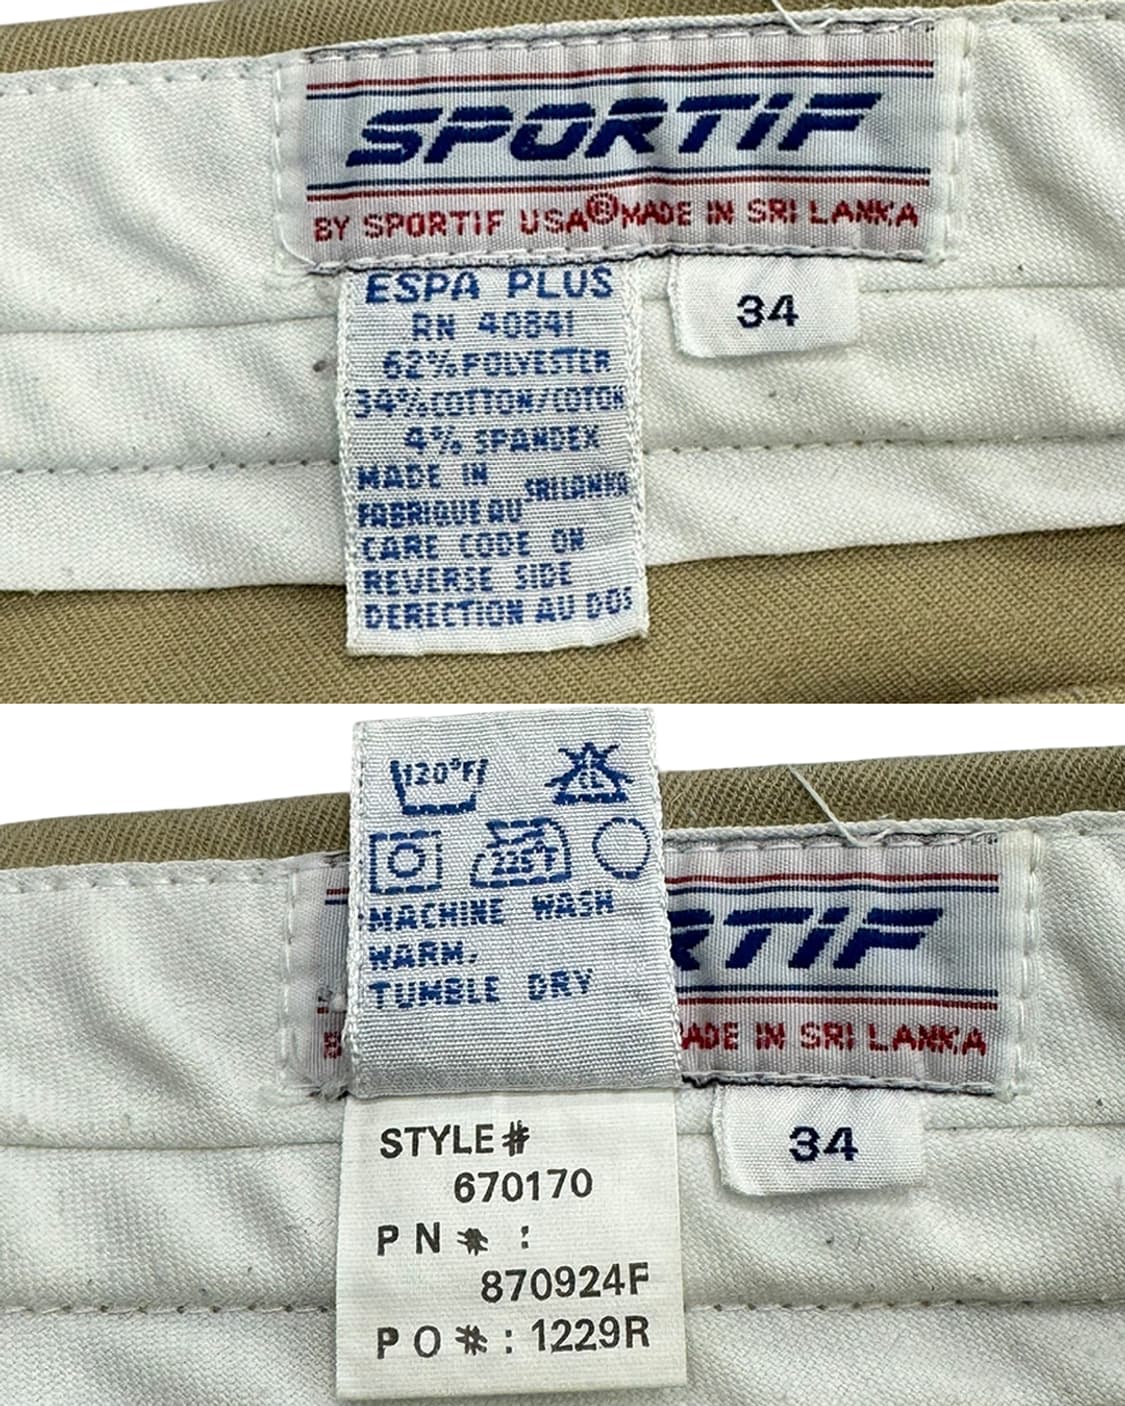 SPORTIF
BY SPORTIF USA® MADE IN SRI LANKA
ESPA PLUS
RN 40841
62% POLYESTER
34% COTTON/COTON
4% SPANDEX
MADE IN SRI LANKA
FABRIQUE AU
CARE CODE ON
REVERSE SIDE
DERECTION AU DOS
34
120°F
CL
225°F
MACHINE WASH
WARM.
TUMBLE DRY
RTIF
B ADE IN SRI LANKA
STYLE#
670170
PN# :
870924F
PO# : 1229R
34